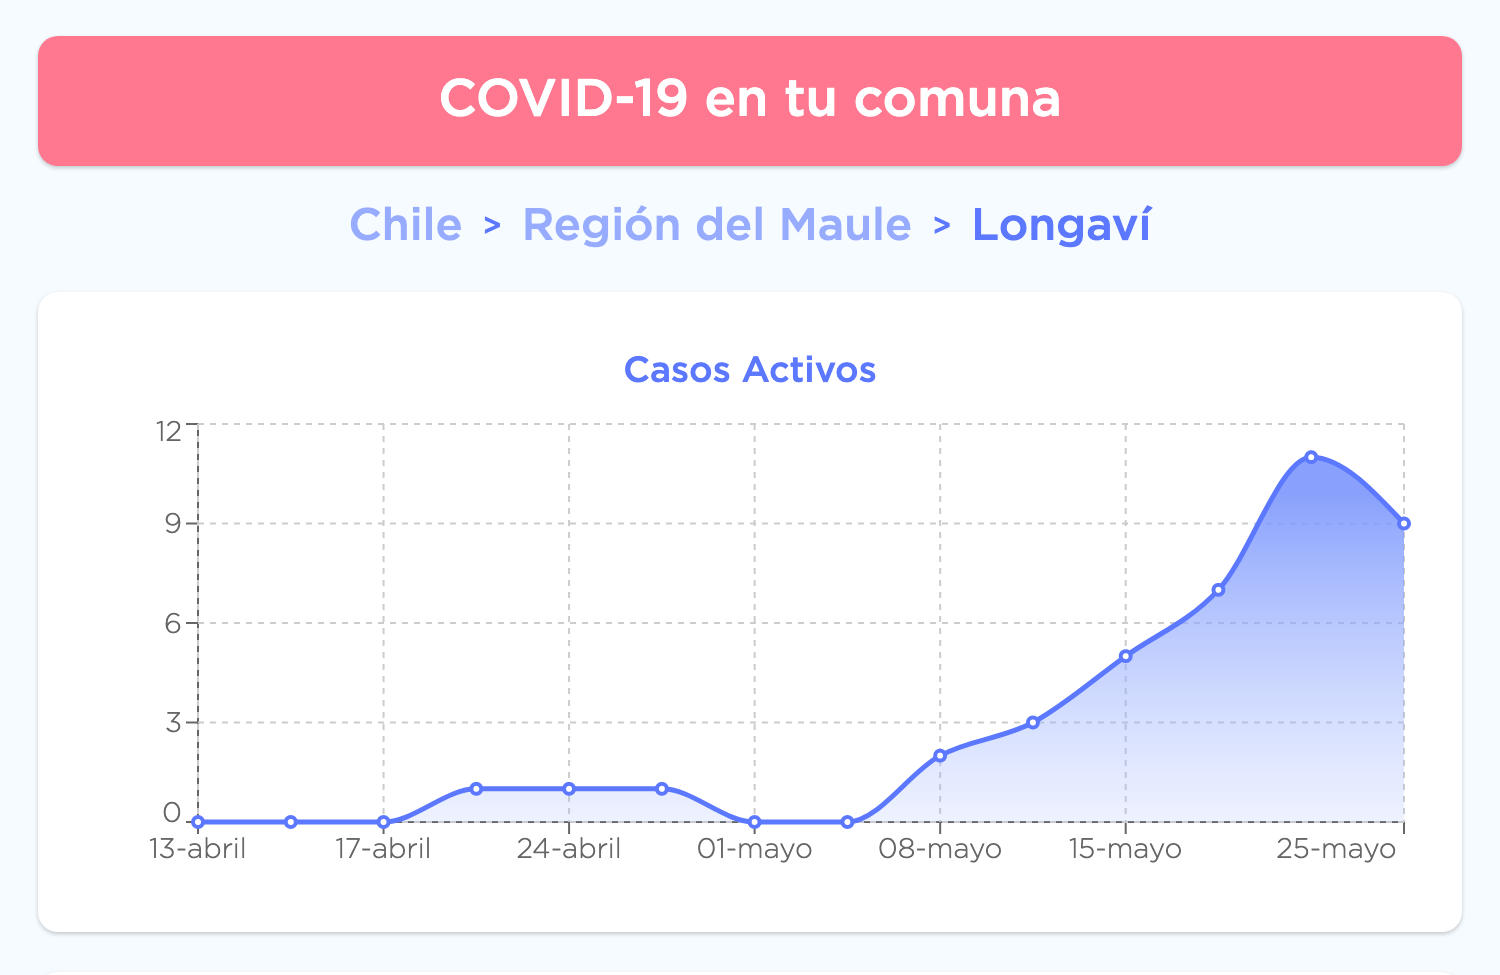 COVID-19 en tu comuna
Chile > Región del Maule > Longaví
Casos Activos
12
9
6
3
0
13-abril 17-abril 24-abril 01-mayo 08-mayo 15-mayo 25-mayo